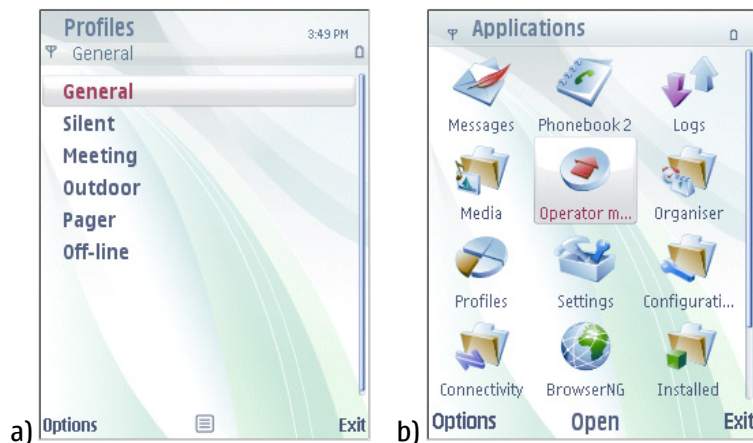 Profiles
3:49 PM
General
General
Silent
Meeting
Outdoor
Pager
Off-line
a) Options Exit
Applications
Messages Phonebook 2 Logs
Media Operator m... Organiser
Profiles Settings Configurati...
Connectivity BrowserNG Installed
b) Options Open Exit